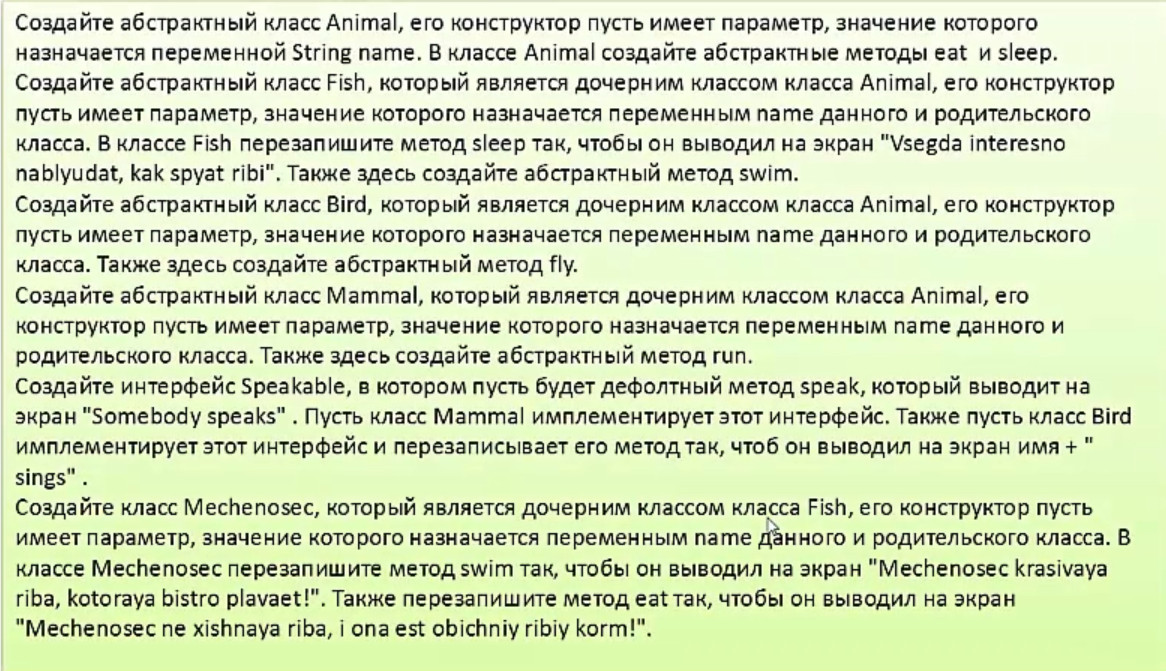 Создайте абстрактный класс Animal, его конструктор пусть имеет параметр, значение которого
назначается переменной String name. В классе Animal создайте абстрактные методы eat и sleep.
Создайте абстрактный класс Fish, который является дочерним классом класса Animal, его конструктор
пусть имеет параметр, значение которого назначается переменным name данного и родительского
класса. В классе Fish перезапишите метод sleep так, чтобы он выводил на экран "Vsegda interesno
nablyudat, kak spyat ribi". Также здесь создайте абстрактный метод swim.
Создайте абстрактный класс Bird, который является дочерним классом класса Animal, его конструктор
пусть имеет параметр, значение которого назначается переменным name данного и родительского
класса. Также здесь создайте абстрактный метод fly.
Создайте абстрактный класс Mammal, который является дочерним классом класса Animal, его
конструктор пусть имеет параметр, значение которого назначается переменным name данного и
родительского класса. Также здесь создайте абстрактный метод run.
Создайте интерфейс Speakable, в котором пусть будет дефолтный метод speak, который выводит на
экран "Somebody speaks" . Пусть класс Mammal имплементирует этот интерфейс. Также пусть класс Bird
имплементирует этот интерфейс и перезаписывает его метод так, чтоб он выводил на экран имя + "
sings" .
Создайте класс Mechenosec, который является дочерним классом класса Fish, его конструктор пусть
имеет параметр, значение которого назначается переменным name данного и родительского класса. В
классе Mechenosec перезапишите метод swim так, чтобы он выводил на экран "Mechenosec krasivaya
riba, kotoraya bistro plavaet!". Также перезапишите метод eat так, чтобы он выводил на экран
"Mechenosec ne xishnaya riba, i ona est obichniy ribiy korm!".